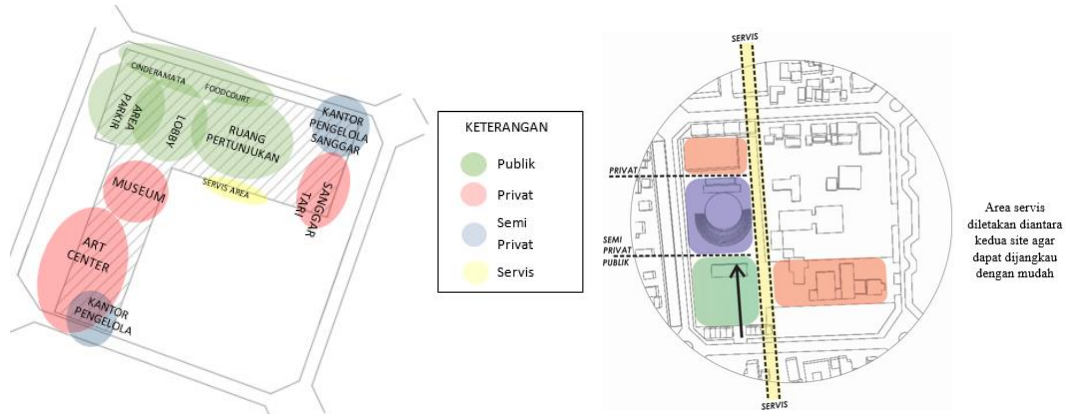 CINDERAMATA
FOODCOURT
AREA
PARKIR
LOBBY
RUANG
PERTUNJUKAN
KANTOR
PENGELOLA
SANGGAR
SERVIS AREA
SANGGAR
TARI
MUSEUM
ART
CENTER
KANTOR
PENGELOLA
KETERANGAN
Publik
Privat
Semi
Privat
Servis
SERVIS
PRIVAT
SEMI
PRIVAT
PUBLIK
SERVIS
Area servis
diletakan diantara
kedua site agar
dapat dijangkau
dengan mudah